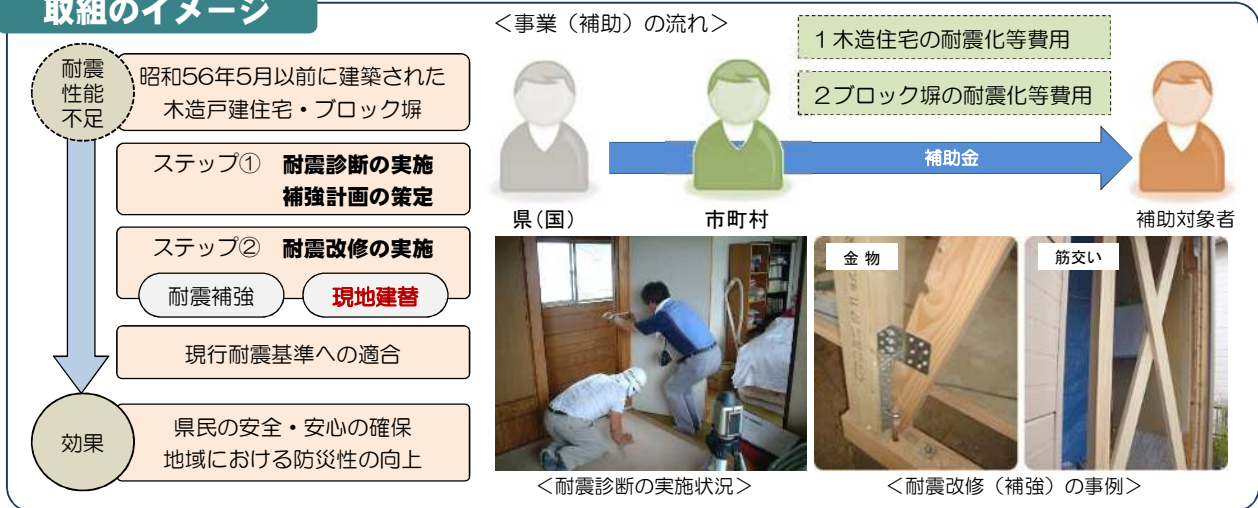 取組のイメージ
耐震
性能
不足
昭和56年5月以前に建築された
木造戸建住宅・ブロック塀
ステップ① 耐震診断の実施
補強計画の策定
ステップ② 耐震改修の実施
耐震補強
現地建替
現行耐震基準への適合
効果
県民の安全・安心の確保
地域における防災性の向上
＜事業（補助）の流れ＞
1木造住宅の耐震化等費用
2ブロック塀の耐震化等費用
補助金
県(国)
市町村
補助対象者
金物
筋交い
＜耐震診断の実施状況＞
＜耐震改修（補強）の事例＞